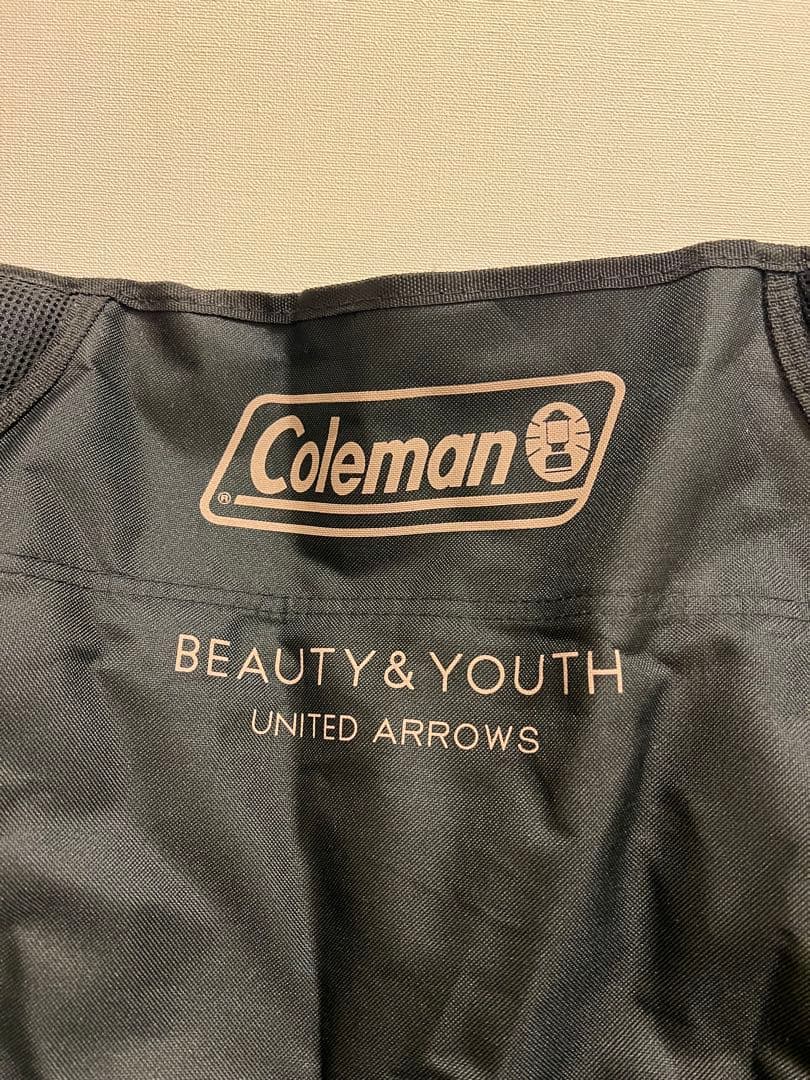 Coleman
®
BEAUTY & YOUTH
UNITED ARROWS